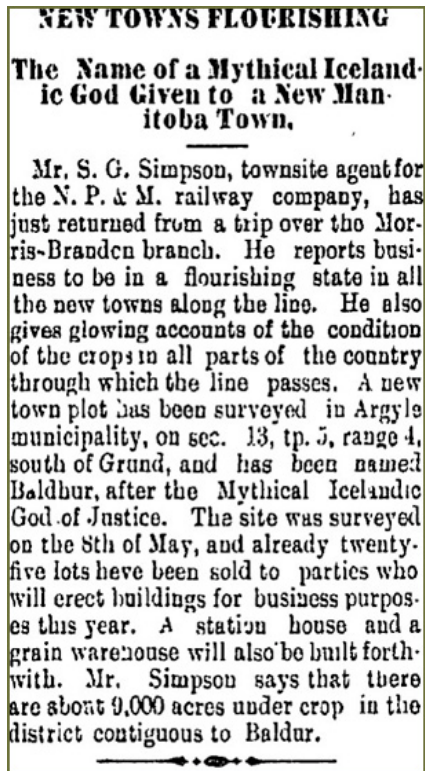 NEW TOWNS FLOURISHING
The Name of a Mythical Iceland-
ic God Given to a New Man-
itoba Town.
Mr. S. G. Simpson, townsite agent for
the N. P. & M. railway company, has
just returned from a trip over the Mor-
ris-Brandon branch. He reports busi-
ness to be in a flourishing state in all
the new towns along the line. He also
gives glowing accounts of the condition
of the crops in all parts of the country
through which the line passes. A new
town plot has been surveyed in Argyle
municipality, on sec. 13, tp. 5, range 4,
south of Grund, and has been named
Baldhur, after the Mythical Icelandic
God of Justice. The site was surveyed
on the 8th of May, and already twenty-
five lots heve been sold to parties who
will erect buildings for business purpos-
es this year. A station house and a
grain warehouse will also be built forth-
with. Mr. Simpson says that there
are about 9,000 acres under crop in the
district contiguous to Baldur.